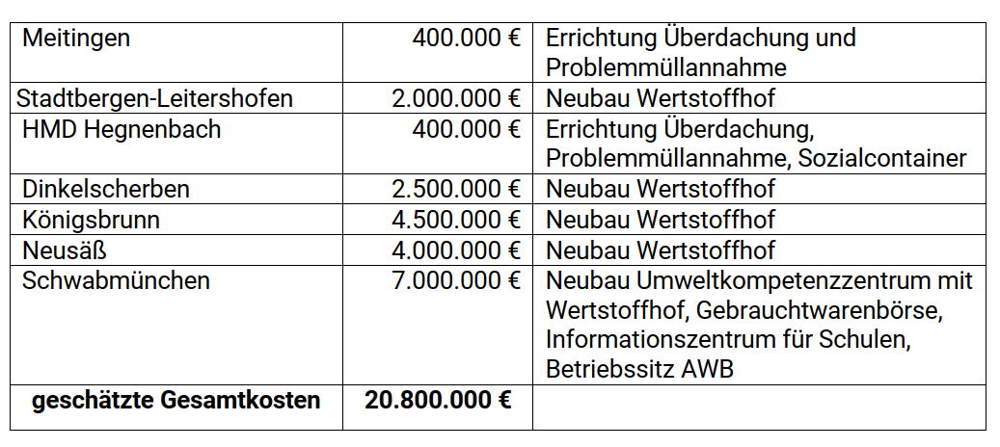 Meitingen 400.000 € Errichtung Überdachung und
Problemmüllannahme
Stadtbergen-Leitershofen 2.000.000 € Neubau Wertstoffhof
HMD Hegnenbach 400.000 € Errichtung Überdachung,
Problemmüllannahme, Sozialcontainer
Dinkelscherben 2.500.000 € Neubau Wertstoffhof
Königsbrunn 4.500.000 € Neubau Wertstoffhof
Neusäß 4.000.000 € Neubau Wertstoffhof
Schwabmünchen 7.000.000 € Neubau Umweltkompetenzzentrum mit
Wertstoffhof, Gebrauchtwarenbörse,
Informationszentrum für Schulen,
Betriebssitz AWB
geschätzte Gesamtkosten 20.800.000 €